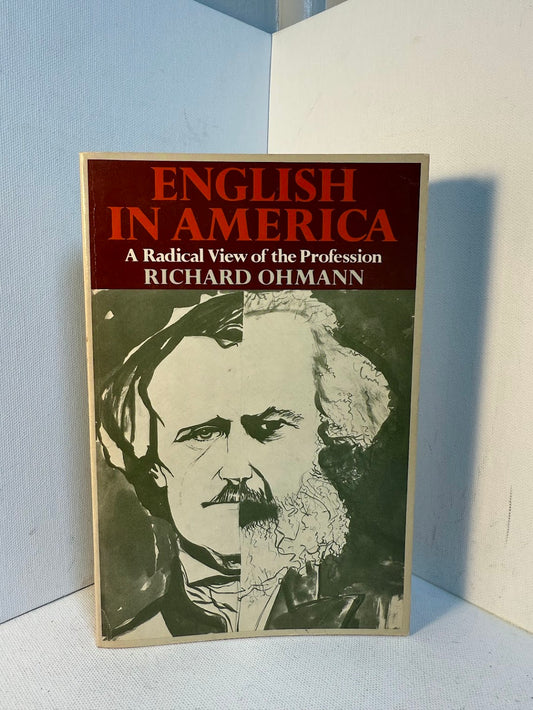 ENGLISH
IN AMERICA
A Radical View of the Profession
RICHARD OHMANN